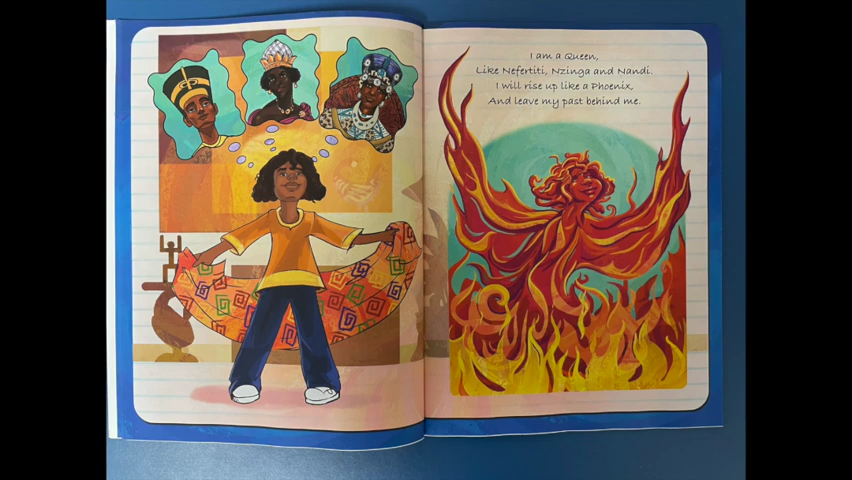 I am a Queen,
Like Nefertiti, Nzinga and Nandi.
I will rise up like a Phoenix,
And leave my past behind me.